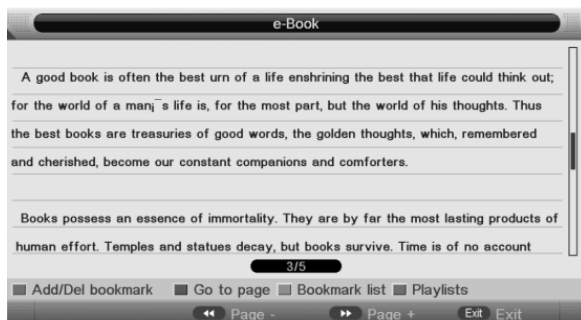 e-Book
A good book is often the best urn of a life enshrining the best that life could think out;
for the world of a man¡¯s life is, for the most part, but the world of his thoughts. Thus
the best books are treasuries of good words, the golden thoughts, which, remembered
and cherished, become our constant companions and comforters.
Books possess an essence of immortality. They are by far the most lasting products of
human effort. Temples and statues decay, but books survive. Time is of no account
3/5
Add/Del bookmark Go to page Bookmark list Playlists
Page - Page + Exit Exit